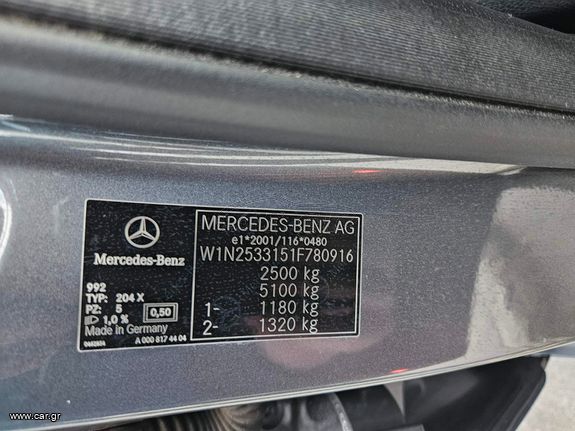 Mercedes-Benz
992
TYP: 204 X
PZ: 5
1,0 % 0,50
Made in Germany
A 000 817 44 04
MERCEDES-BENZ AG
e1*2001/116*0480
W1N2533151F780916
2500 kg
5100 kg
1- 1180 kg
2- 1320 kg
www.car.gr